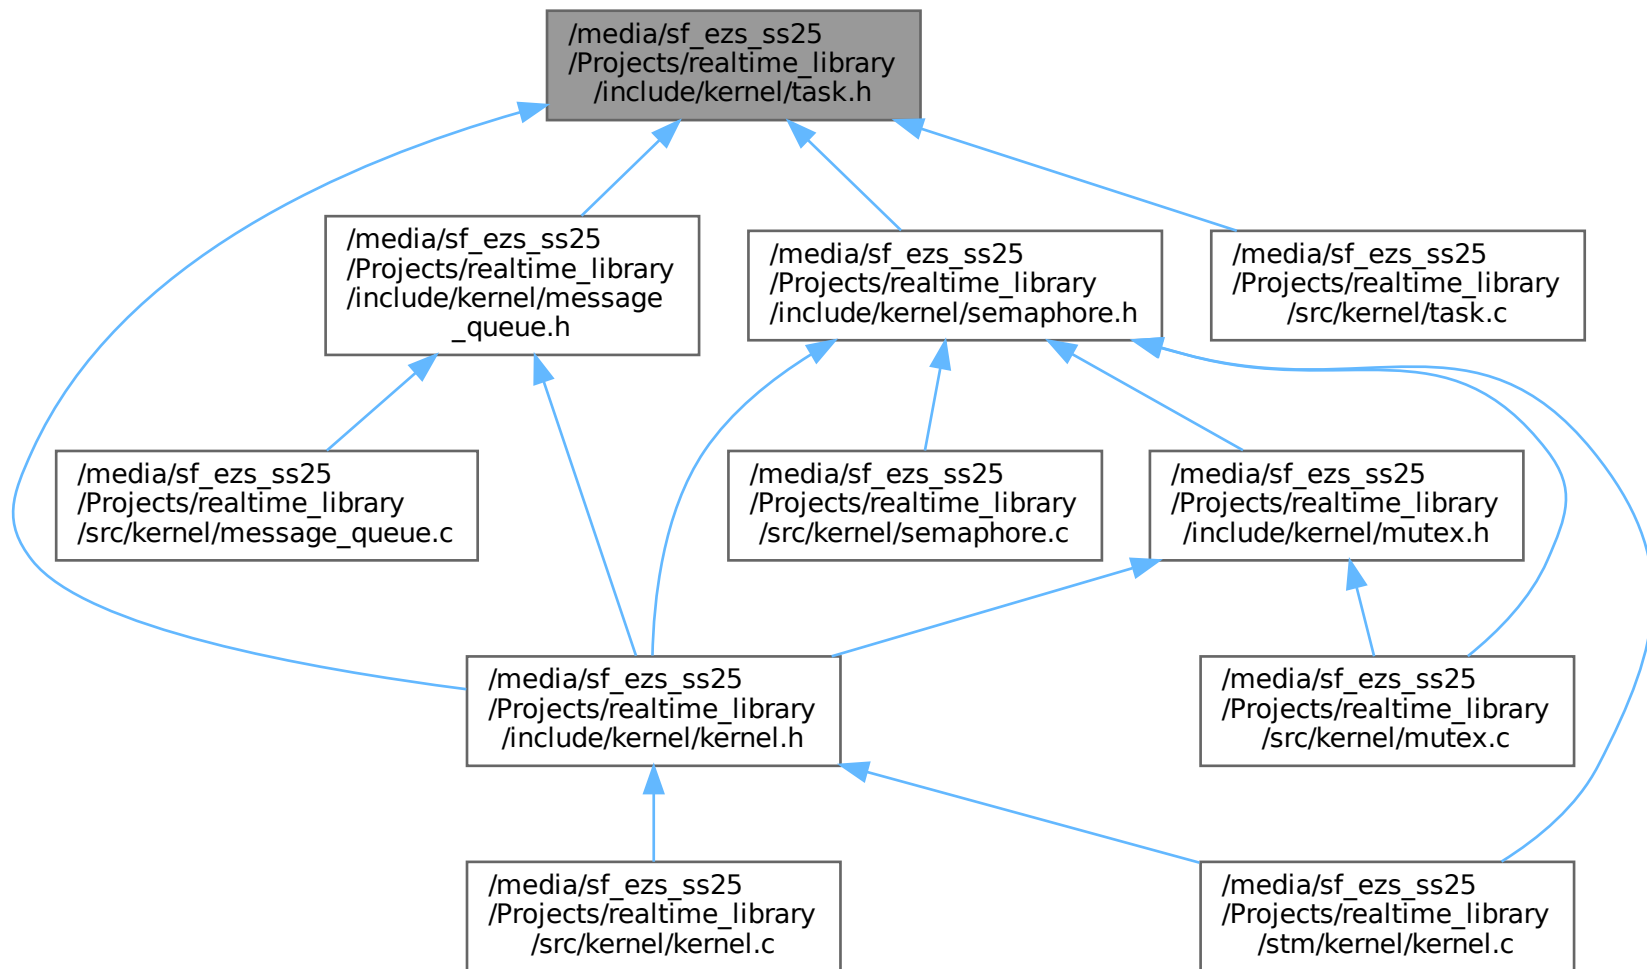 /media/sf_ezs_ss25
/Projects/realtime_library
/include/kernel/task.h
/media/sf_ezs_ss25
/Projects/realtime_library
/include/kernel/message
_queue.h
/media/sf_ezs_ss25
/Projects/realtime_library
/include/kernel/semaphore.h
/media/sf_ezs_ss25
/Projects/realtime_library
/src/kernel/task.c
/media/sf_ezs_ss25
/Projects/realtime_library
/src/kernel/message_queue.c
/media/sf_ezs_ss25
/Projects/realtime_library
/src/kernel/semaphore.c
/media/sf_ezs_ss25
/Projects/realtime_library
/include/kernel/mutex.h
/media/sf_ezs_ss25
/Projects/realtime_library
/include/kernel/kernel.h
/media/sf_ezs_ss25
/Projects/realtime_library
/src/kernel/mutex.c
/media/sf_ezs_ss25
/Projects/realtime_library
/src/kernel/kernel.c
/media/sf_ezs_ss25
/Projects/realtime_library
/stm/kernel/kernel.c